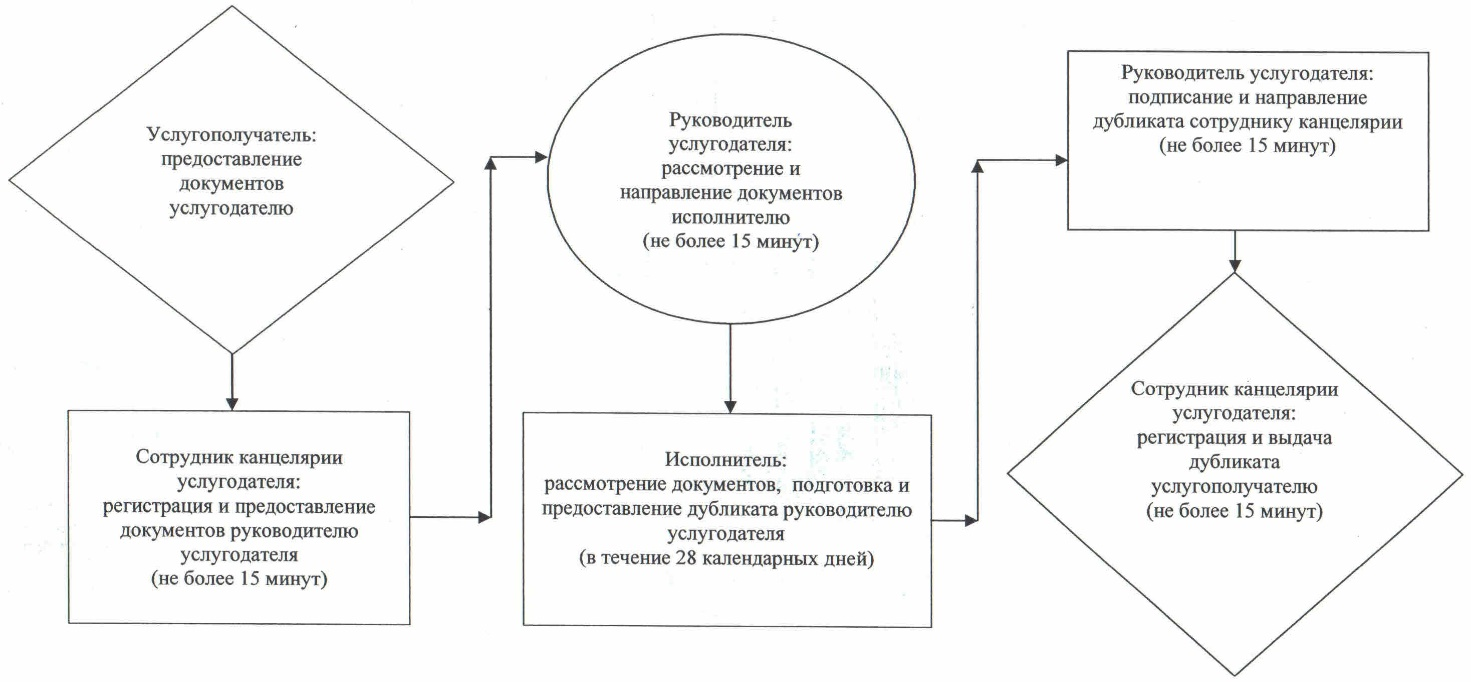 Услугополучатель:
предоставление
документов
услугодателю
Сотрудник канцелярии
услугодателя:
регистрация и предоставление
документов руководителю
услугодателя
(не более 15 минут)
Руководитель
услугодателя:
рассмотрение и
направление документов
исполнителю
(не более 15 минут)
Исполнитель:
рассмотрение документов, подготовка и
предоставление дубликата руководителю
услугодателя
(в течение 28 календарных дней)
Руководитель услугодателя:
подписание и направление
дубликата сотруднику канцелярии
(не более 15 минут)
Сотрудник канцелярии
услугодателя:
регистрация и выдача
дубликата
услугополучателю
(не более 15 минут)